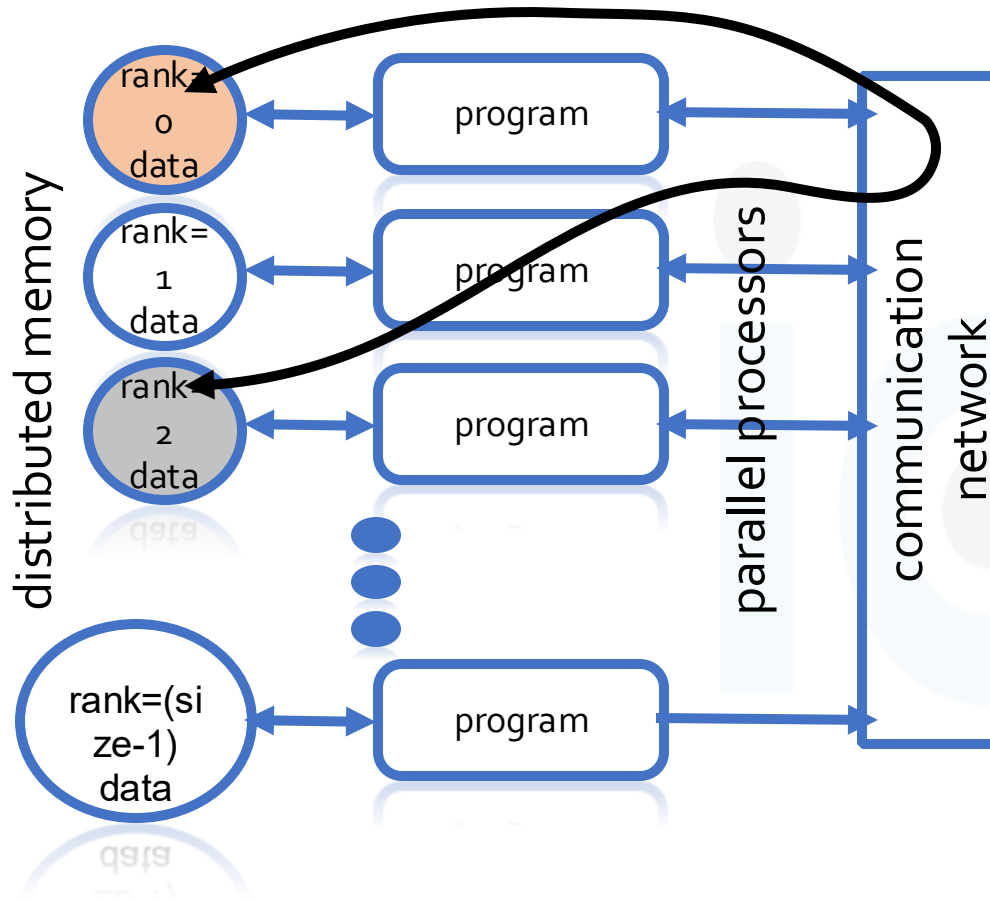 distributed memory
rank=
0
data
program
rank=
1
data
program
rank=
2
data
program
parallel processors
communication
network
rank=(si
ze-1)
data
program